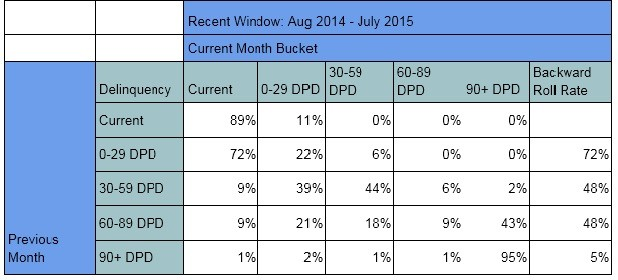 Recent Window: Aug 2014 - July 2015
Current Month Bucket
Delinquency Current 0-29 DPD 30-59 DPD 60-89 DPD 90+ DPD Backward Roll Rate
Previous Month
Current 89% 11% 0% 0% 0%
0-29 DPD 72% 22% 6% 0% 0% 72%
30-59 DPD 9% 39% 44% 6% 2% 48%
60-89 DPD 9% 21% 18% 9% 43% 48%
90+ DPD 1% 2% 1% 1% 95% 5%